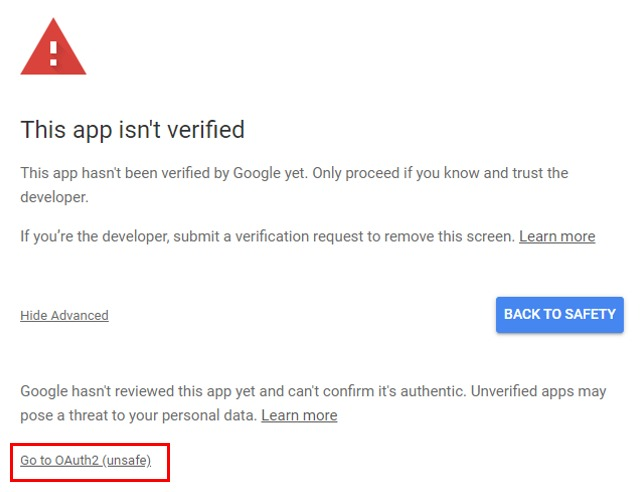 This app isn't verified
This app hasn't been verified by Google yet. Only proceed if you know and trust the
developer.
If you’re the developer, submit a verification request to remove this screen. Learn more
Hide Advanced
BACK TO SAFETY
Google hasn't reviewed this app yet and can't confirm it's authentic. Unverified apps may
pose a threat to your personal data. Learn more
Go to OAuth2 (unsafe)